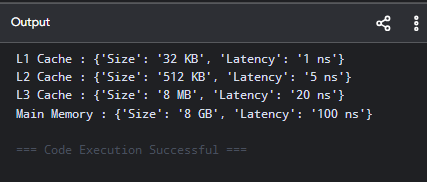 Output
L1 Cache : {'Size': '32 KB', 'Latency': '1 ns'}
L2 Cache : {'Size': '512 KB', 'Latency': '5 ns'}
L3 Cache : {'Size': '8 MB', 'Latency': '20 ns'}
Main Memory : {'Size': '8 GB', 'Latency': '100 ns'}
=== Code Execution Successful ===